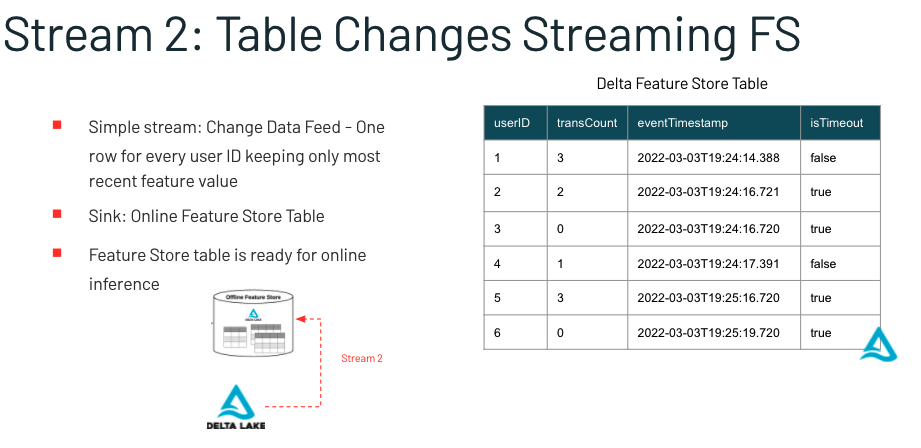 Stream 2: Table Changes Streaming FS
Simple stream: Change Data Feed - One
row for every user ID keeping only most
recent feature value
Sink: Online Feature Store Table
Feature Store table is ready for online
inference
Offline Feature Store
DELTA LAKE
Stream 2
DELTA LAKE
Delta Feature Store Table
userID transCount eventTimestamp isTimeout
1 3 2022-03-03T19:24:14.388 false
2 2 2022-03-03T19:24:16.721 true
3 0 2022-03-03T19:24:16.720 true
4 1 2022-03-03T19:24:17.391 false
5 3 2022-03-03T19:25:16.720 true
6 0 2022-03-03T19:25:19.720 true